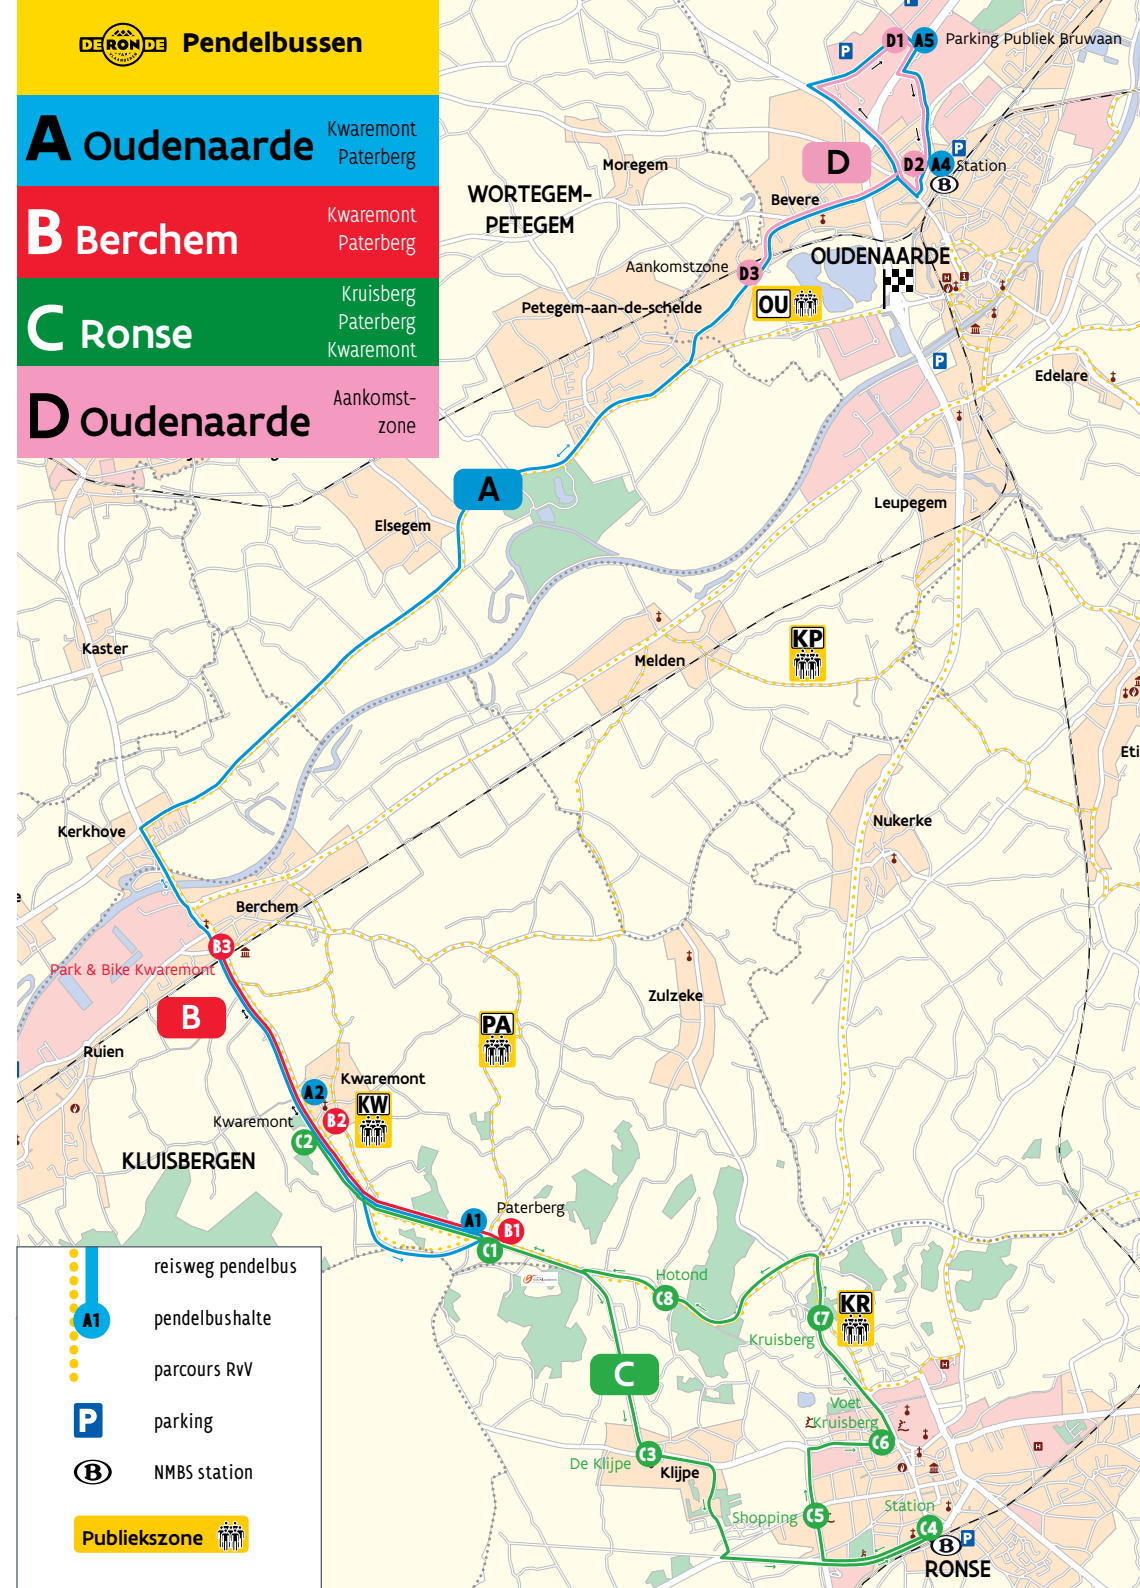 DE RONDE
VAN
VLAANDEREN
Pendelbussen
A Oudenaarde
Kwaremont
Paterberg
B Berchem
Kwaremont
Paterberg
C Ronse
Kruisberg
Paterberg
Kwaremont
D Oudenaarde
Aankomst-
zone
P
D1
A5
Parking Publiek Bruwaan
D
D2
A4
P
Station
B
Moregem
WORTEGEM-
PETEGEM
Bevere
OUDENAARDE
Aankomstzone
D3
OU
H
i
Petegem-aan-de-schelde
P
Edelare
A
Elsegem
Leupegem
Kaster
Melden
KP
Eti
Kerkhove
Nukerke
Berchem
B3
Park & Bike Kwaremont
B
Zulzeke
PA
Ruien
Kwaremont
A2
KW
B2
Kwaremont
C2
KLUISBERGEN
Paterberg
A1
B1
C1
Hotond
C8
KR
C7
Kruisberg
C
H
Voet
Kruisberg
C6
H
De Klijpe
C3
Klijpe
Shopping
C5
Station
C4
B
P
RONSE
reisweg pendelbus
A1
pendelbushalte
parcours RvV
P
parking
B
NMBS station
Publiekszone